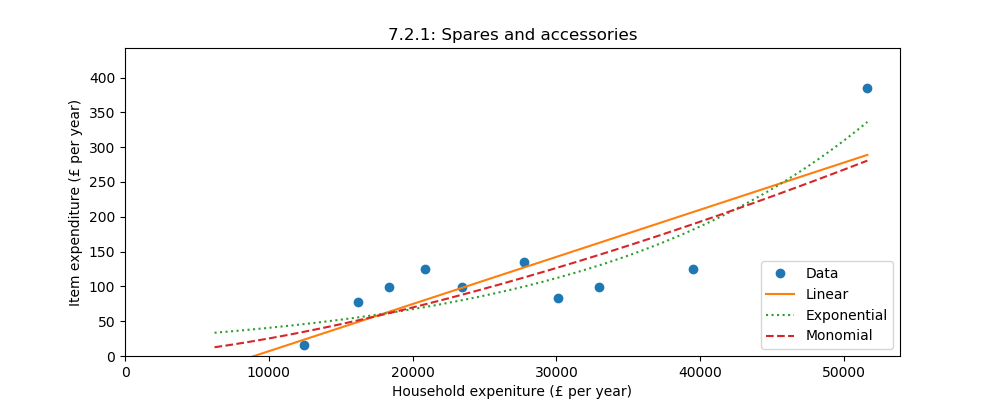 7.2.1: Spares and accessories
Item expenditure (£ per year)
400
350
300
250
200
150
100
50
0
0 10000 20000 30000 40000 50000
Household expeniture (£ per year)
Data
Linear
Exponential
Monomial